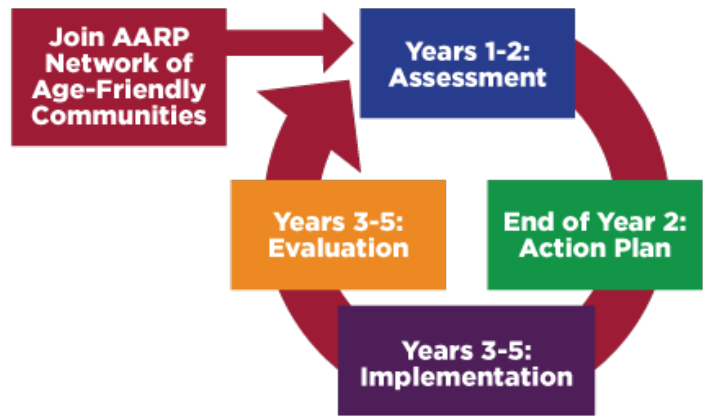 Join AARP
Network of
Age-Friendly
Communities
Years 1-2:
Assessment
End of Year 2:
Action Plan
Years 3-5:
Implementation
Years 3-5:
Evaluation